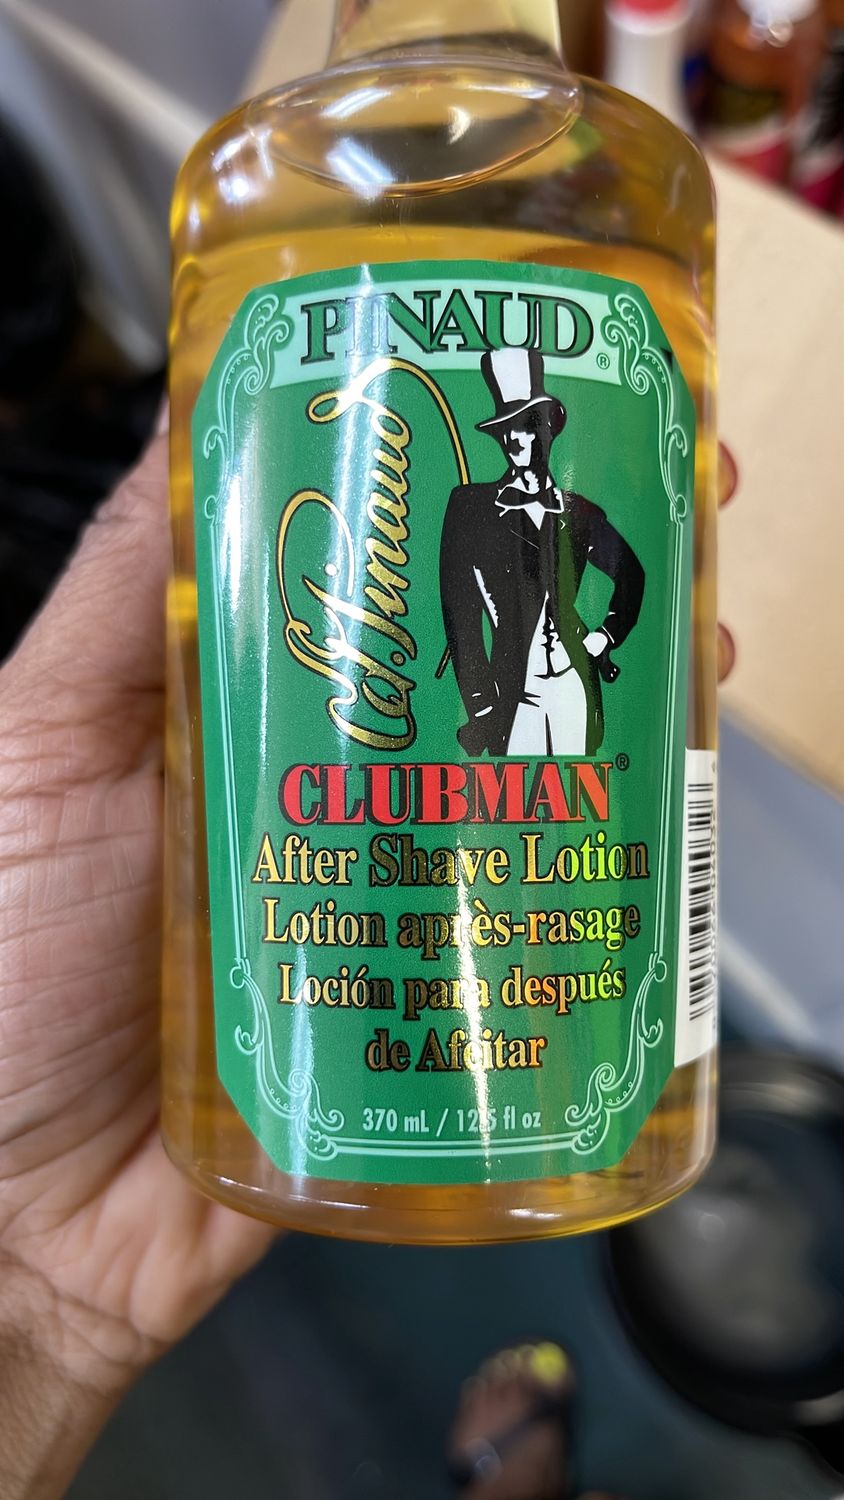 PINAUD®
Ed. Pinaud
CLUBMAN®
After Shave Lotion
Lotion après-rasage
Loción para después
de Afeitar
370 mL / 12.5 fl oz